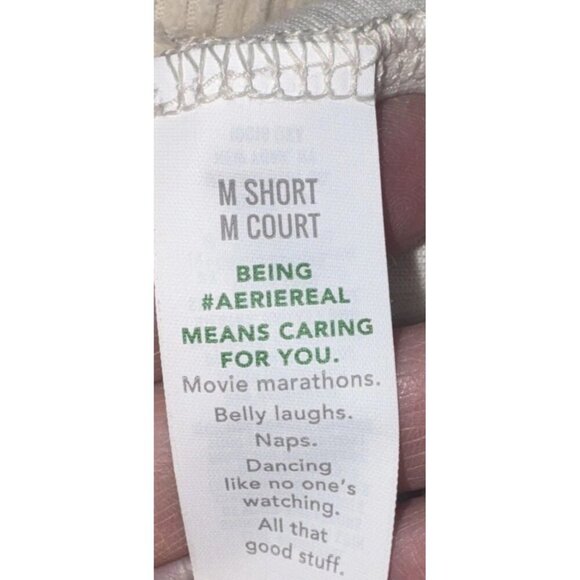 M SHORT
M COURT
BEING
#AERIEREAL
MEANS CARING
FOR YOU.
Movie marathons.
Belly laughs.
Naps.
Dancing
like no one's
watching.
All that
good stuff.